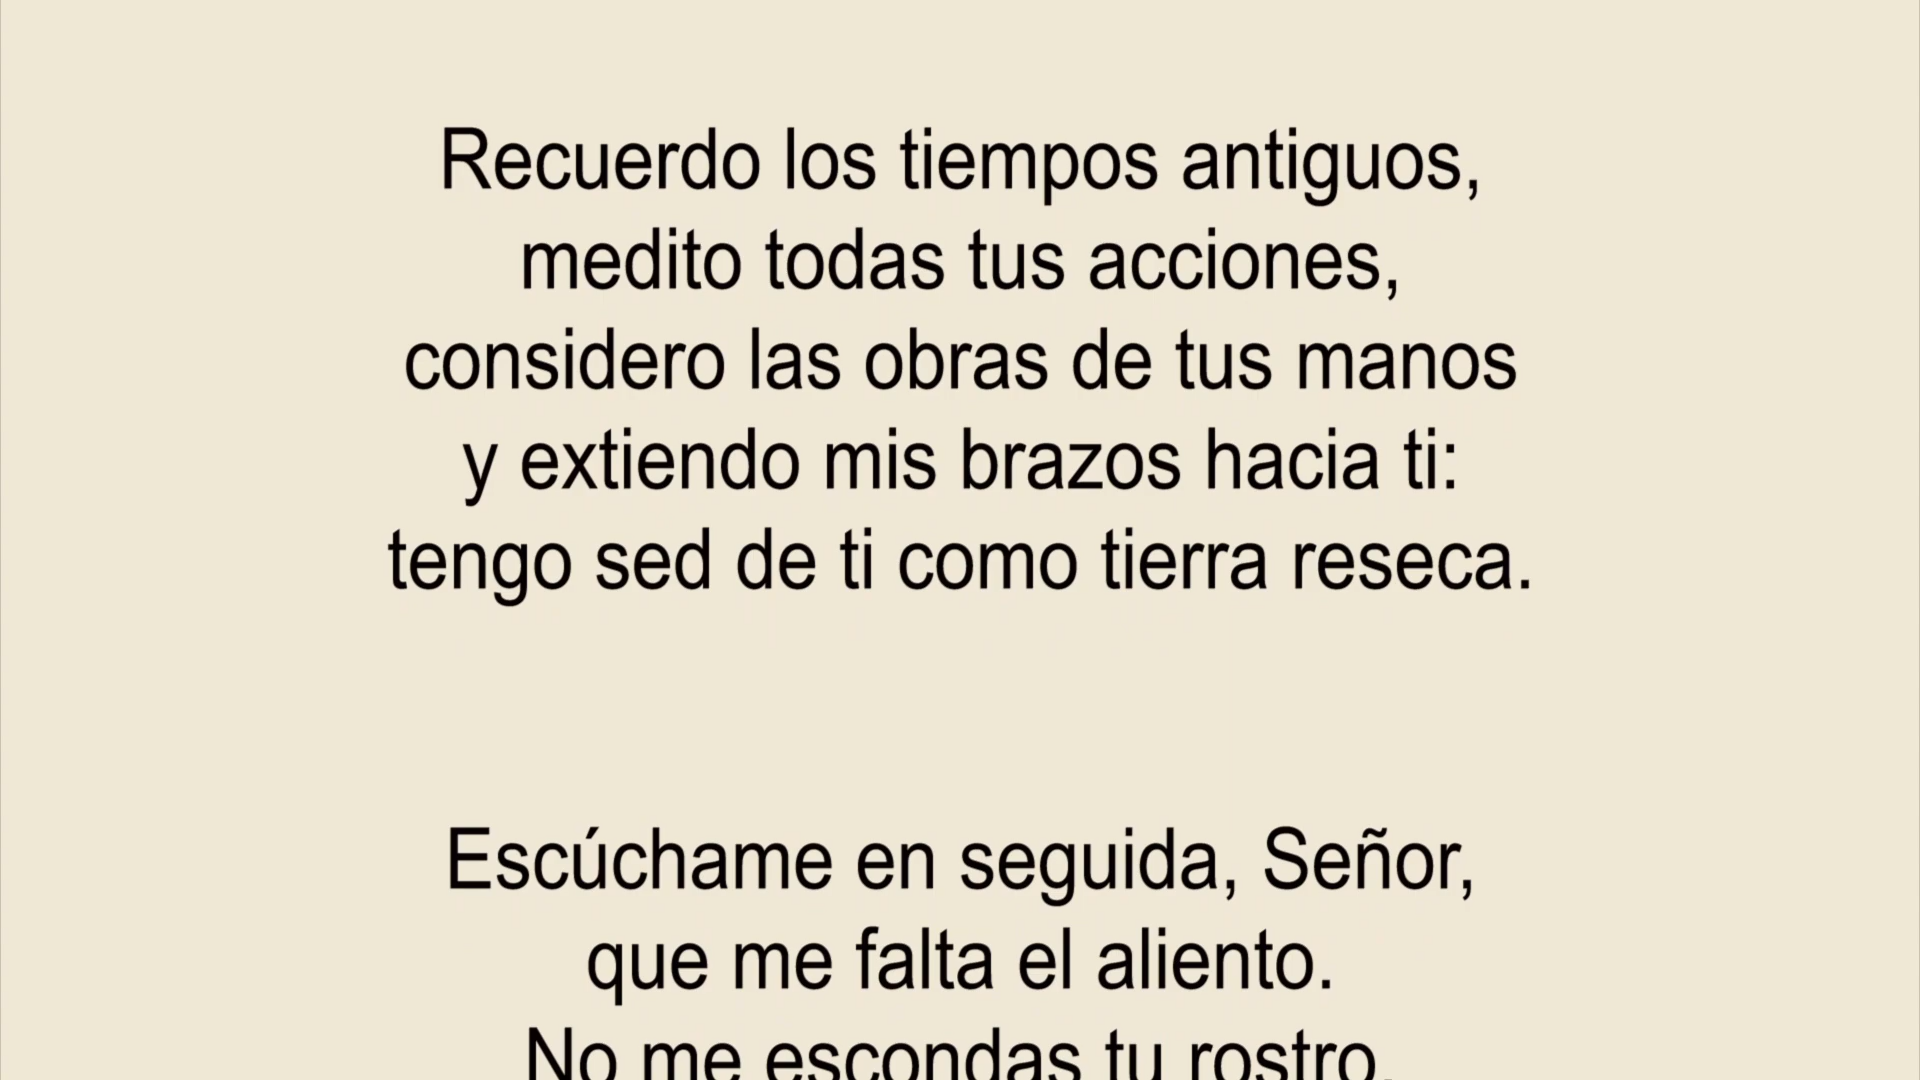 Recuerdo los tiempos antiguos,
medito todas tus acciones,
considero las obras de tus manos
y extiendo mis brazos hacia ti:
tengo sed de ti como tierra reseca.
Escúchame en seguida, Señor,
que me falta el aliento.
No me escondas tu rostro,